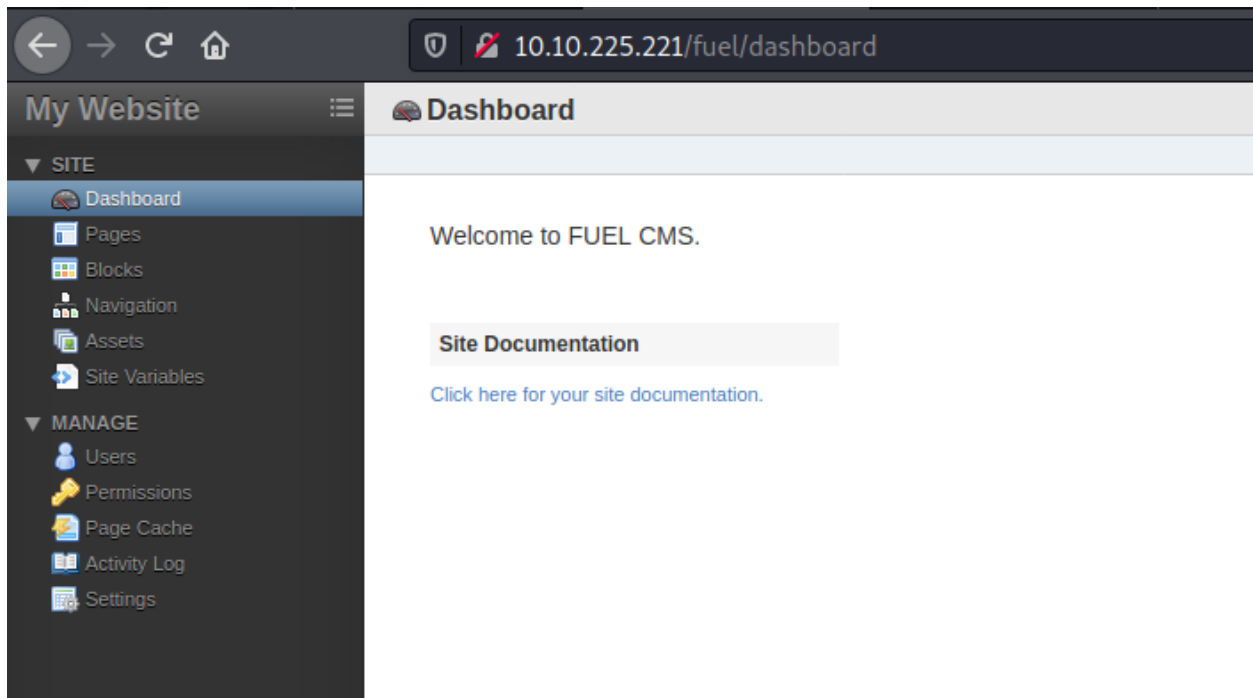 10.10.225.221/fuel/dashboard
My Website
Dashboard
SITE
Dashboard
Pages
Blocks
Navigation
Assets
Site Variables
MANAGE
Users
Permissions
Page Cache
Activity Log
Settings
Welcome to FUEL CMS.
Site Documentation
Click here for your site documentation.